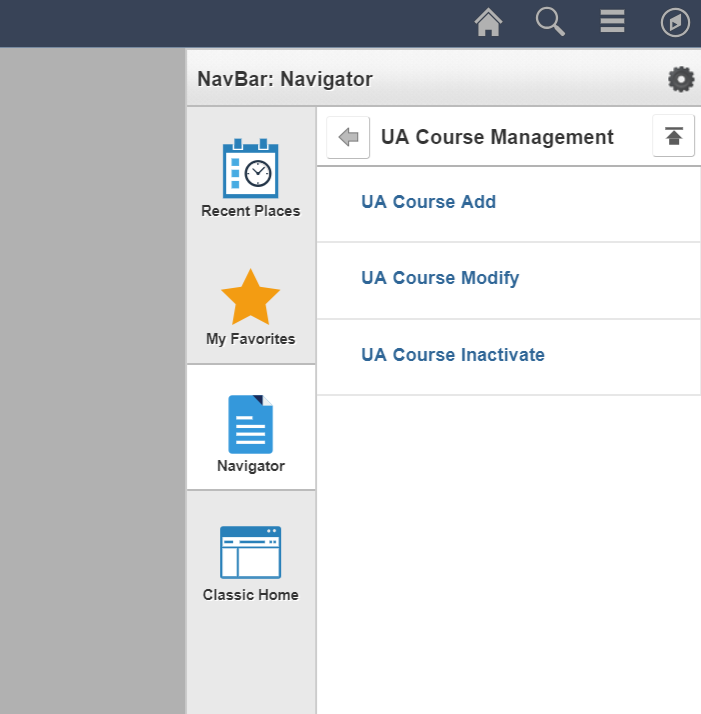 NavBar: Navigator
Recent Places
My Favorites
Navigator
Classic Home
UA Course Management
UA Course Add
UA Course Modify
UA Course Inactivate